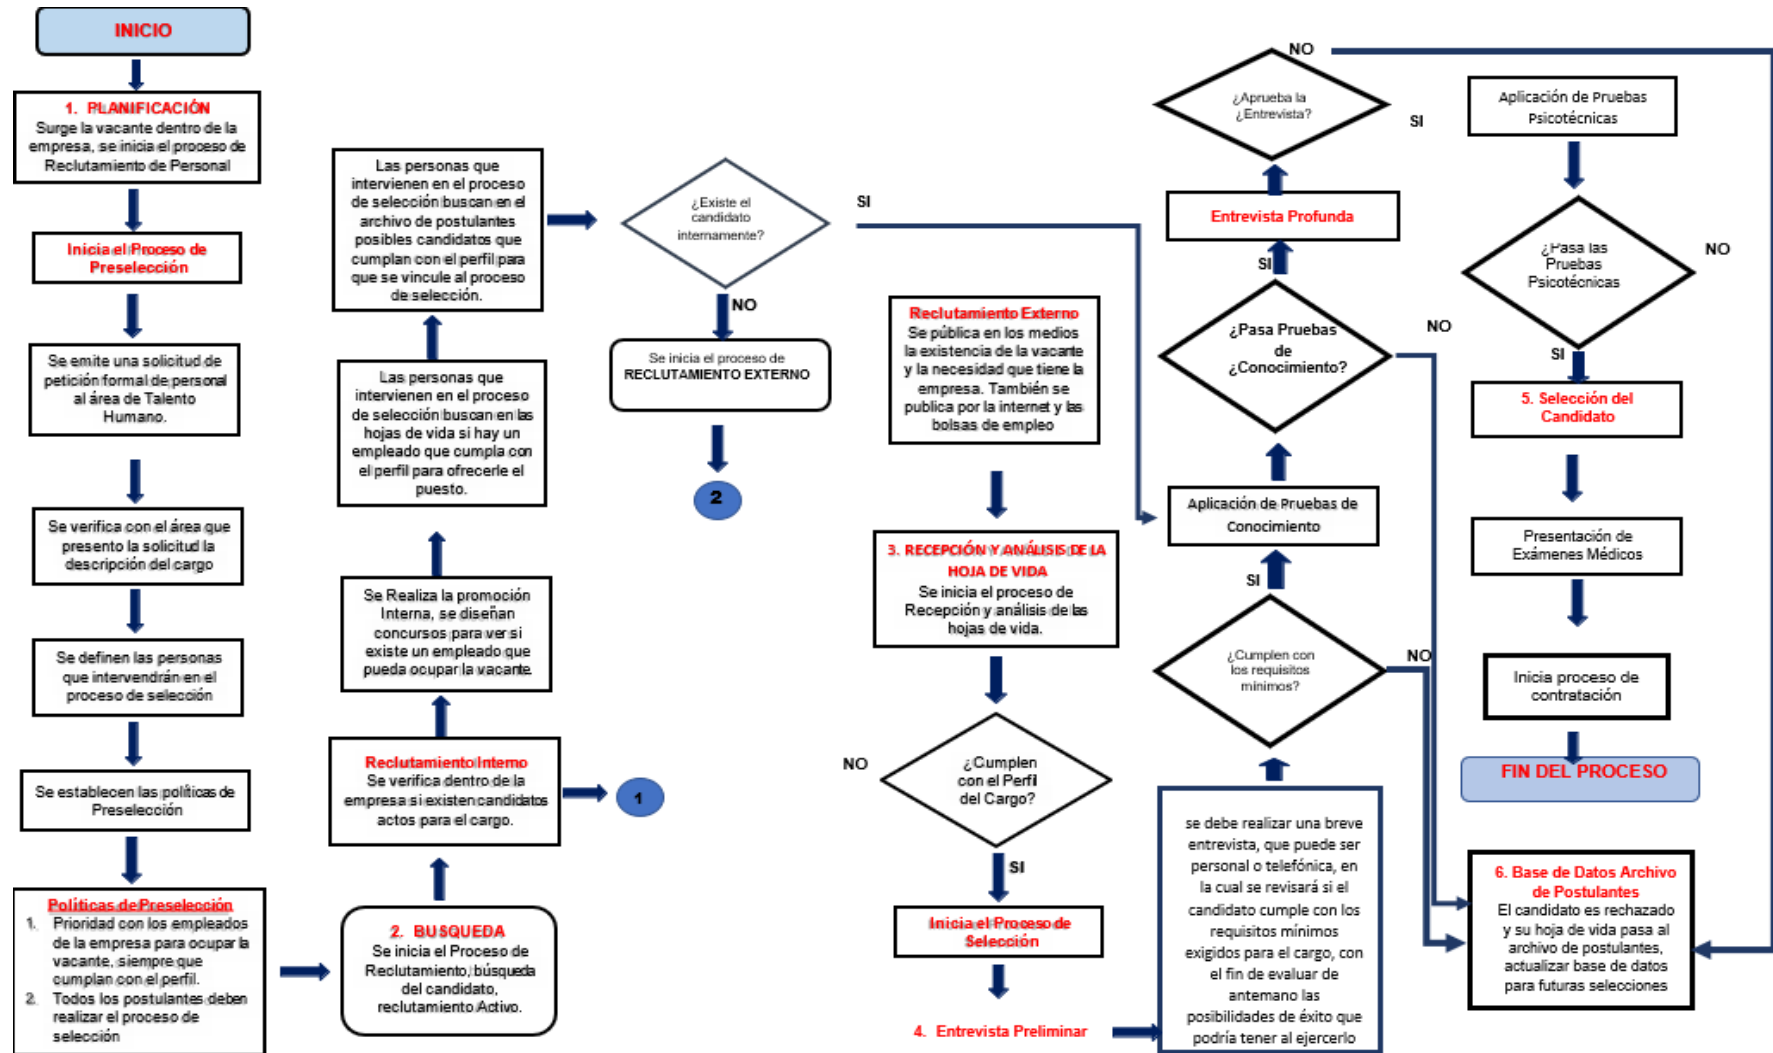 INICIO
1. PLANIFICACIÓN
Surge la vacante dentro de la
empresa, se inicia el proceso de
Reclutamiento de Personal
Inicia el Proceso de
Preselección
Se emite una solicitud de
petición formal de personal
al área de Talento
Humano.
Se verifica con el área que
presento la solicitud la
descripción del cargo
Se definen las personas
que intervendrán en el
proceso de selección
Se establecen las políticas de
Preselección
Políticas de Preselección
1. Prioridad con los empleados
de la empresa para ocupar la
vacante, siempre que
cumplan con el perfil.
2. Todos los postulantes deben
realizar el proceso de
selección
2. BUSQUEDA
Se inicia el Proceso de
Reclutamiento, búsqueda
del candidato,
reclutamiento Activo.
Reclutamiento Interno
Se verifica dentro de la
empresa si existen candidatos
actos para el cargo.
1
Se Realiza la promoción
Interna, se diseñan
concursos para ver si
existe un empleado que
pueda ocupar la vacante.
Las personas que
intervienen en el proceso
de selección buscan en las
hojas de vida si hay un
empleado que cumpla con
el perfil para ofrecerle el
puesto.
Las personas que
intervienen en el proceso
de selección buscan en el
archivo de postulantes
posibles candidatos que
cumplan con el perfil para
que se vincule al proceso
de selección.
¿Existe el
candidato
internamente?
SI
NO
Se inicia el proceso de
RECLUTAMIENTO EXTERNO
2
Reclutamiento Externo
Se pública en los medios
la existencia de la vacante
y la necesidad que tiene la
empresa. También se
publica por la internet y las
bolsas de empleo
3. RECEPCIÓN Y ANÁLISIS DE LA
HOJA DE VIDA
Se inicia el proceso de
Recepción y análisis de las
hojas de vida.
NO
¿Cumplen
con el Perfil
del Cargo?
SI
Inicia el Proceso de
Selección
4. Entrevista Preliminar
se debe realizar una breve
entrevista, que puede ser
personal o telefónica, en
la cual se revisará si el
candidato cumple con los
requisitos mínimos
exigidos para el cargo, con
el fin de evaluar de
antemano las
posibilidades de éxito que
podría tener al ejercerlo
¿Cumplen con
los requisitos
mínimos?
NO
SI
Aplicación de Pruebas de
Conocimiento
¿Pasa Pruebas
de
¿Conocimiento?
NO
SI
Entrevista Profunda
¿Aprueba la
¿Entrevista?
NO
SI
Aplicación de Pruebas
Psicotécnicas
¿Pasa las
Pruebas
Psicotécnicas
NO
SI
5. Selección del
Candidato
Presentación de
Exámenes Médicos
Inicia proceso de
contratación
FIN DEL PROCESO
6. Base de Datos Archivo
de Postulantes
El candidato es rechazado
y su hoja de vida pasa al
archivo de postulantes,
actualizar base de datos
para futuras selecciones